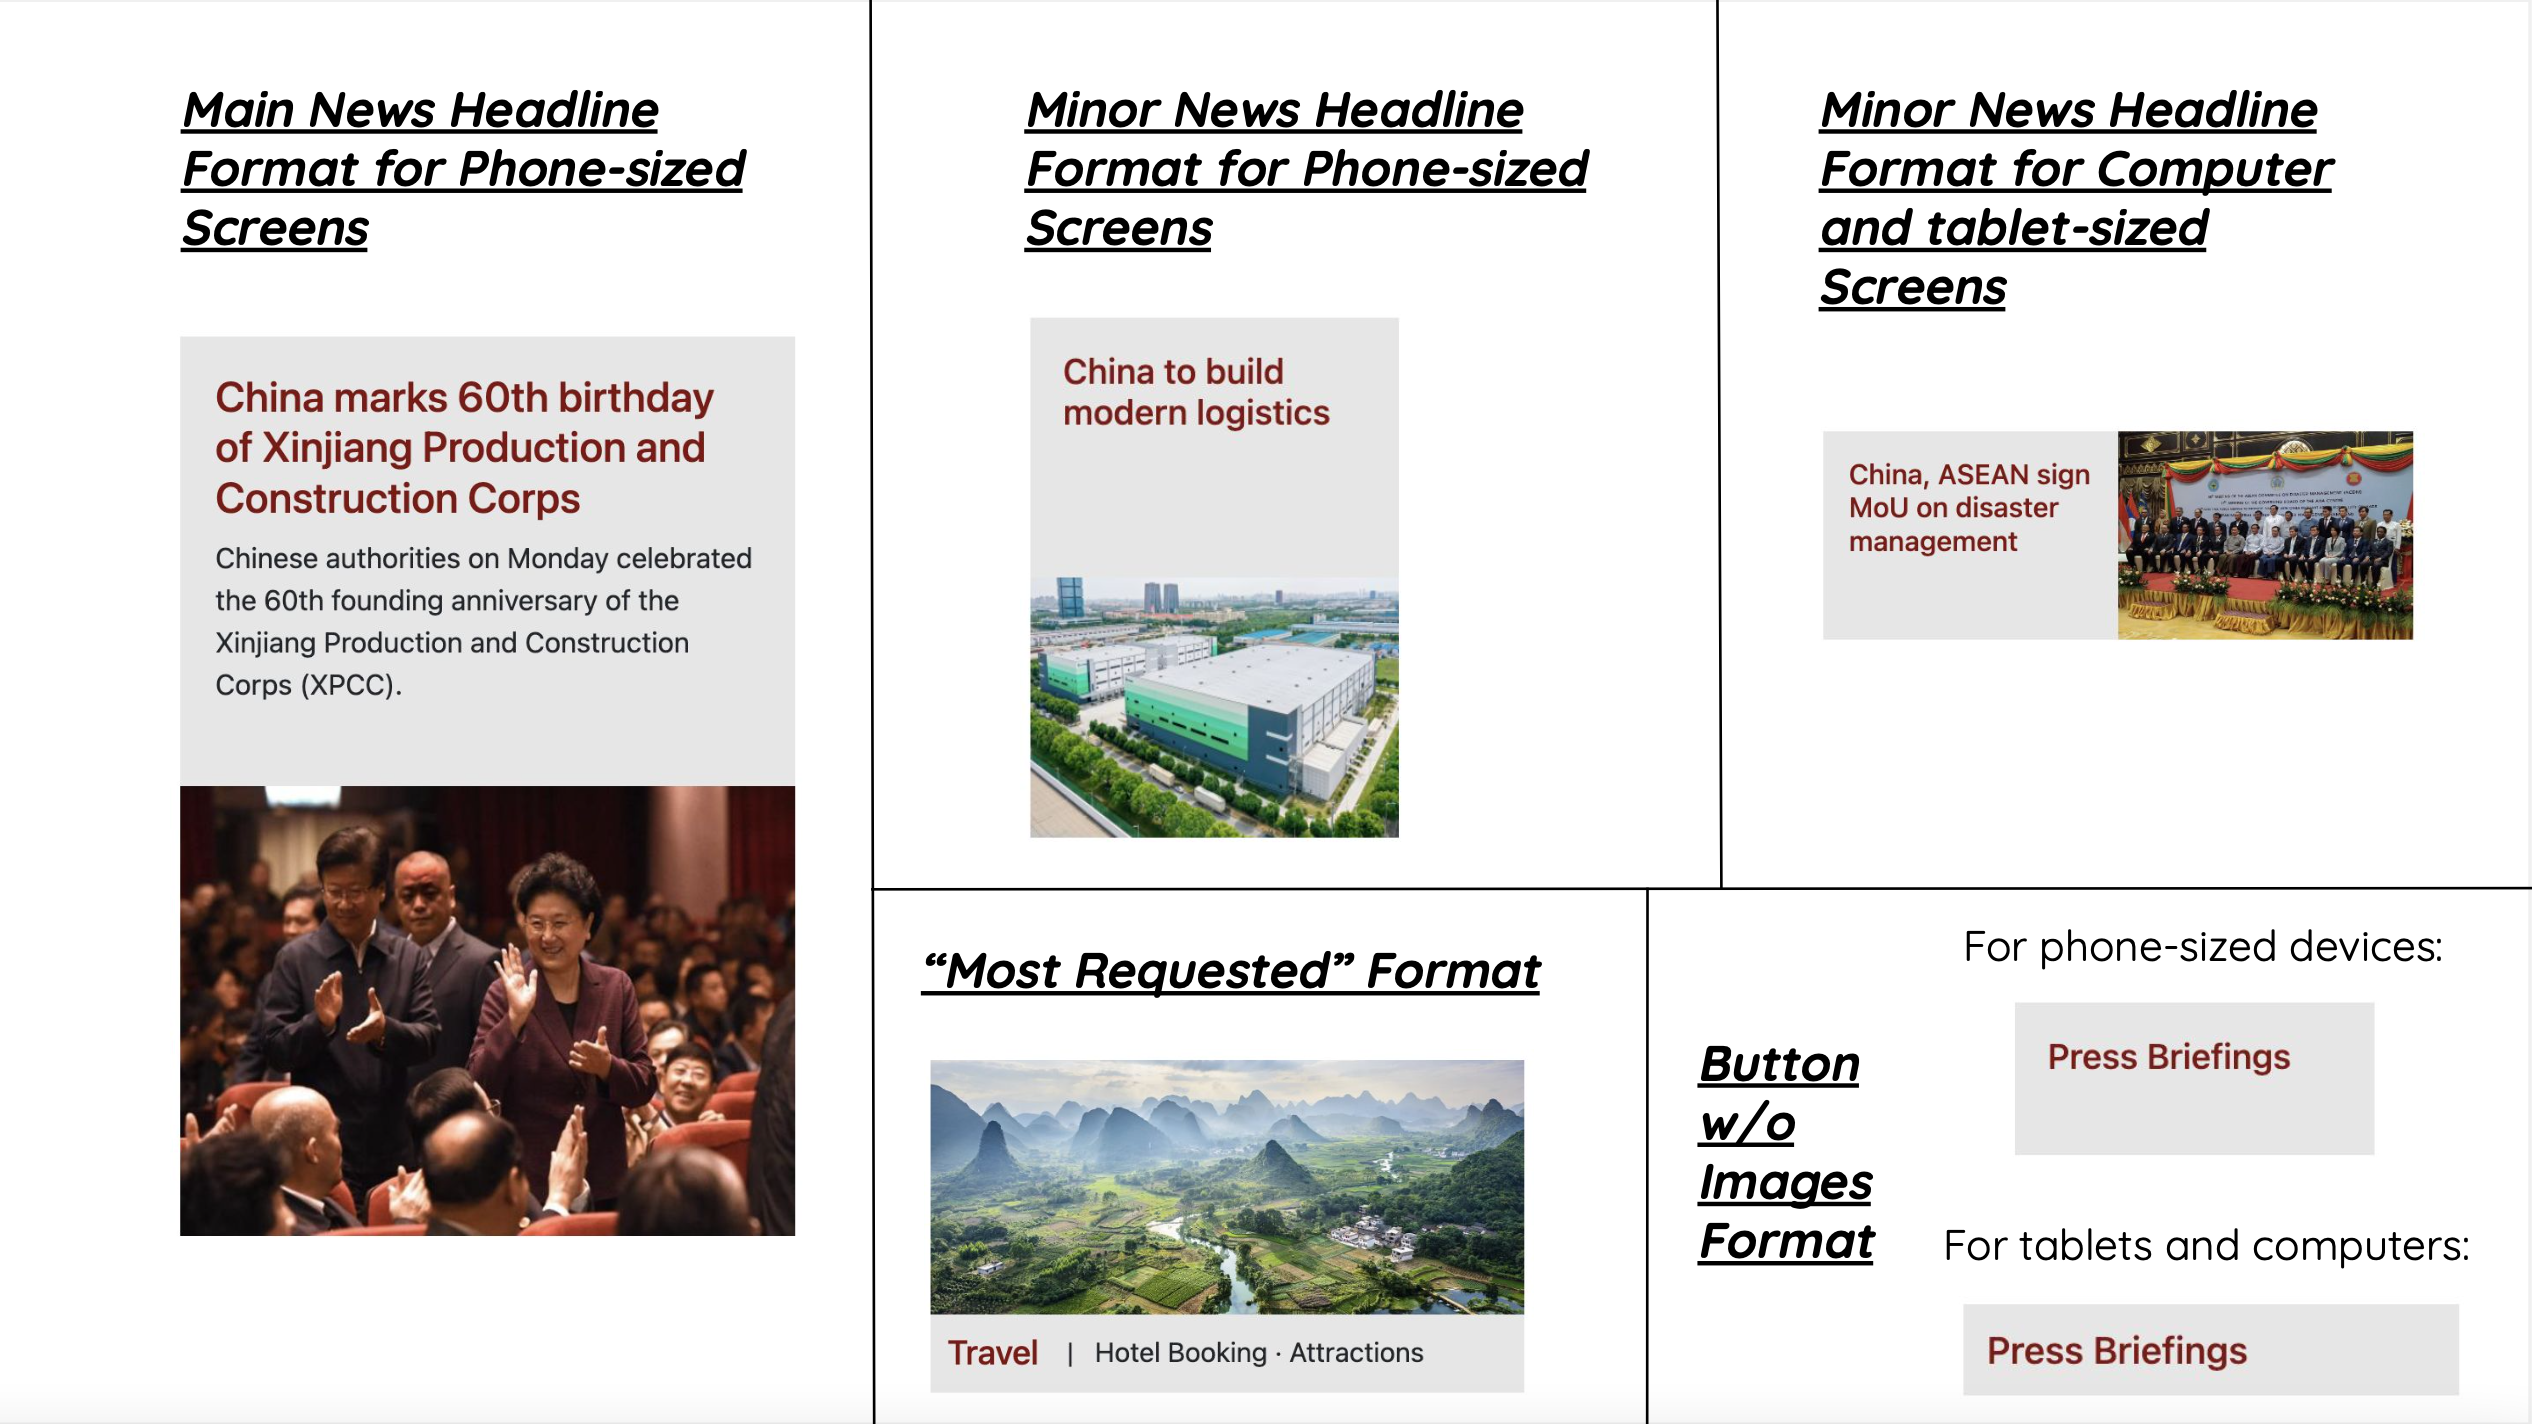 Main News Headline
Format for Phone-sized
Screens
China marks 60th birthday
of Xinjiang Production and
Construction Corps
Chinese authorities on Monday celebrated
the 60th founding anniversary of the
Xinjiang Production and Construction
Corps (XPCC).
Minor News Headline
Format for Phone-sized
Screens
China to build
modern logistics
Minor News Headline
Format for Computer
and tablet-sized
Screens
China, ASEAN sign
MoU on disaster
management
“Most Requested” Format
Travel | Hotel Booking · Attractions
Button
w/o
Images
Format
For phone-sized devices:
Press Briefings
For tablets and computers:
Press Briefings